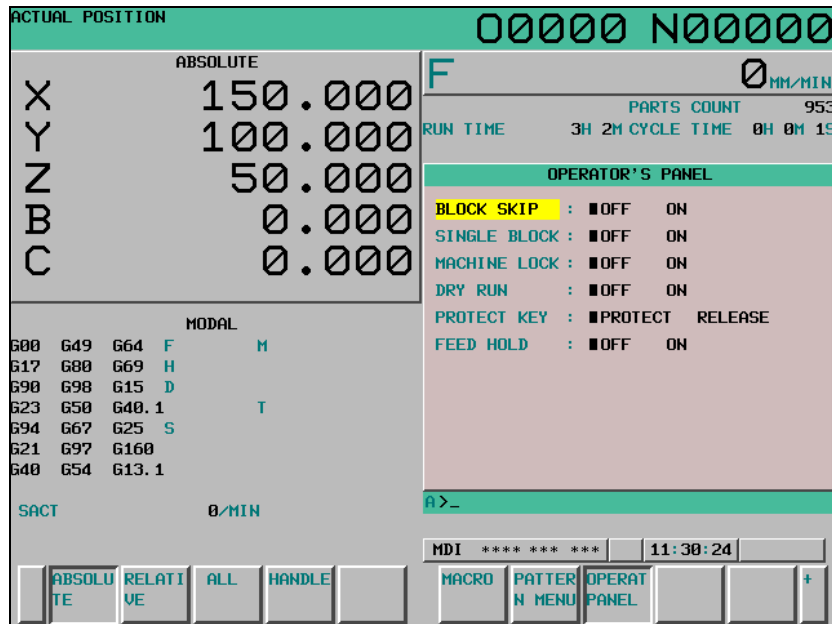 ACTUAL POSITION O0000 N00000
ABSOLUTE
X 150.000
Y 100.000
Z 50.000
B 0.000
C 0.000
F 0 MM/MIN
PARTS COUNT 953
RUN TIME 3H 2M CYCLE TIME 0H 0M 1S
OPERATOR'S PANEL
BLOCK SKIP : ■OFF ON
SINGLE BLOCK : ■OFF ON
MACHINE LOCK : ■OFF ON
DRY RUN : ■OFF ON
PROTECT KEY : ■PROTECT RELEASE
FEED HOLD : ■OFF ON
MODAL
G00 G49 G64 F M
G17 G80 G69 H
G90 G98 G15 D
G23 G50 G40.1 T
G94 G67 G25 S
G21 G97 G160
G40 G54 G13.1
SACT 0/MIN
A>_
MDI **** *** *** 11:30:24
ABSOLUTE RELATIVE ALL HANDLE
MACRO PATTERN MENU OPERAT PANEL +